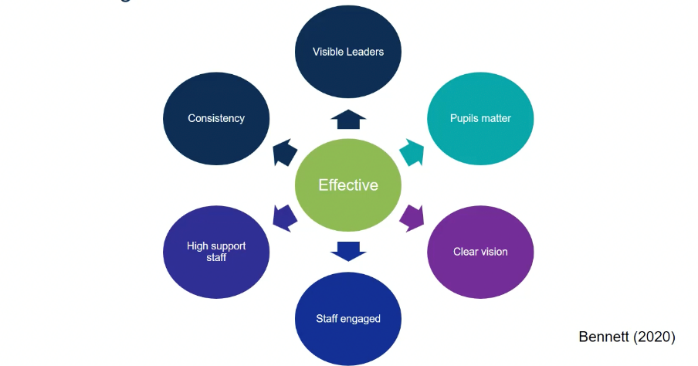 Visible Leaders
Pupils matter
Clear vision
Staff engaged
High support
staff
Consistency
Effective
Bennett (2020)